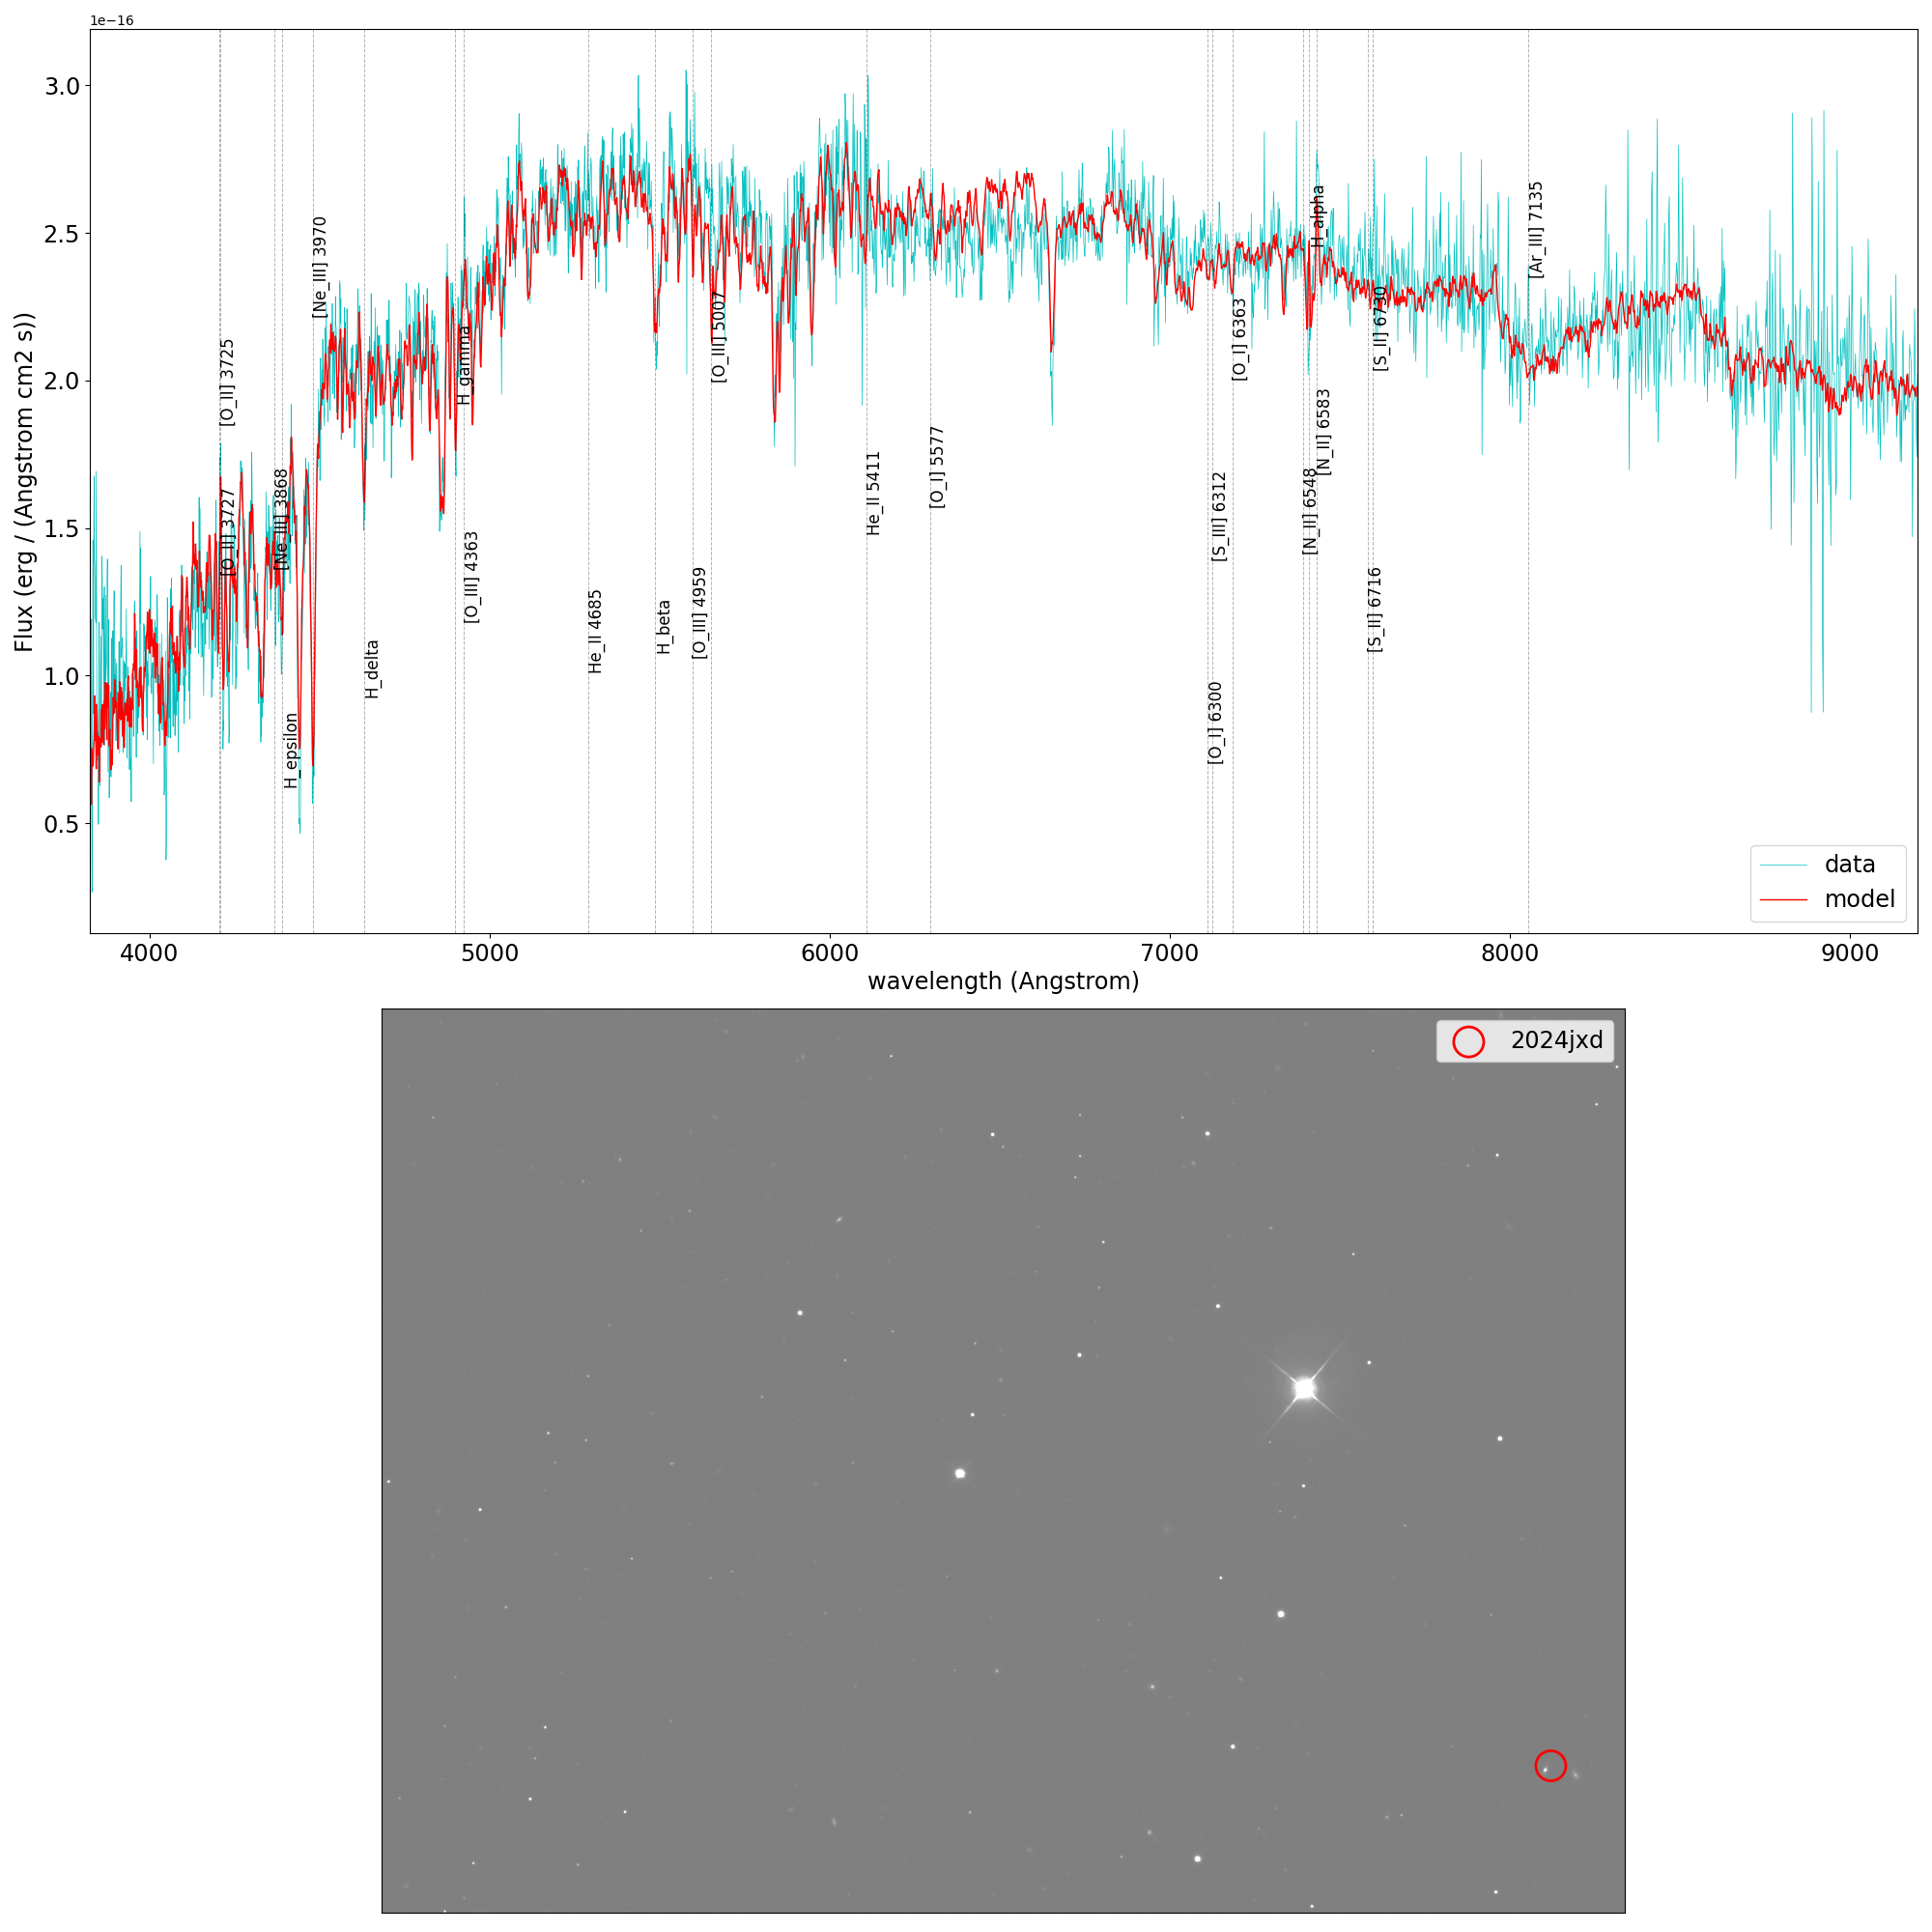 1e−16
Flux (erg / (Angstrom cm2 s))
3.0
2.5
2.0
1.5
1.0
0.5
[O_II] 3725
[O_II] 3727
[Ne_III] 3868
H_epsilon
[Ne_III] 3970
H_delta
H_gamma
[O_III] 4363
He_II 4685
H_beta
[O_III] 4959
[O_III] 5007
He_II 5411
[O_I] 5577
[O_I] 6300
[S_III] 6312
[O_I] 6363
[N_II] 6548
H_alpha
[N_II] 6583
[S_II] 6716
[S_II] 6730
[Ar_III] 7135
data
model
4000
5000
6000
7000
8000
9000
wavelength (Angstrom)
2024jxd